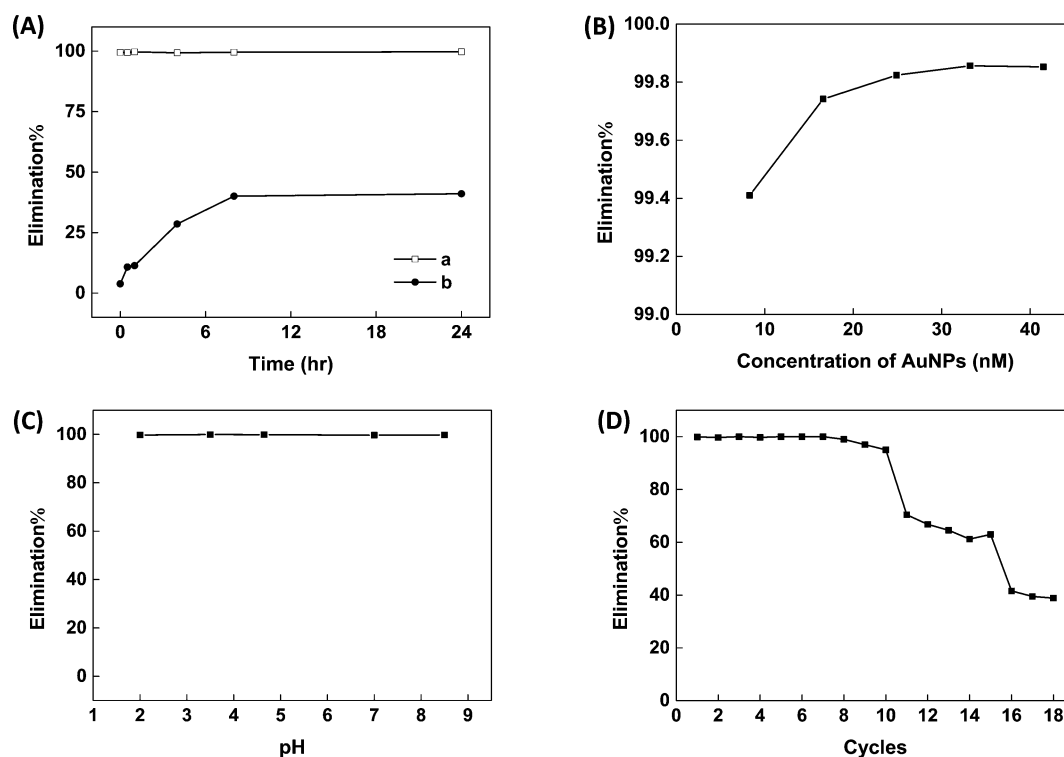 (A)
100
75
50
25
0
Elimination%
a
b
0 6 12 18 24
Time (hr)
(B)
100.0
99.8
99.6
99.4
99.2
99.0
Elimination%
0 10 20 30 40
Concentration of AuNPs (nM)
(C)
100
80
60
40
20
0
Elimination%
1 2 3 4 5 6 7 8 9
pH
(D)
100
80
60
40
20
0
Elimination%
0 2 4 6 8 10 12 14 16 18
Cycles